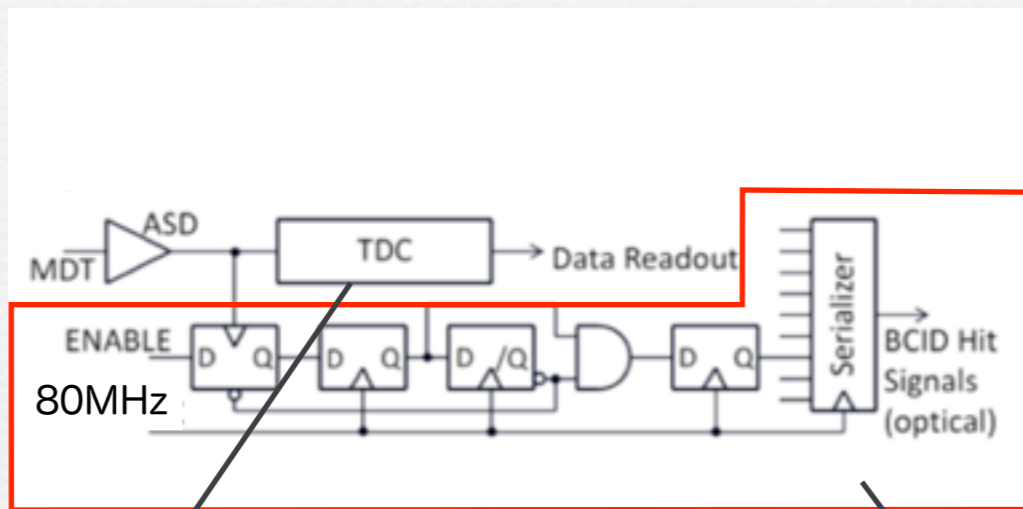 ASD
MDT
TDC
Data Readout
ENABLE
D Q
D Q
D /Q
D Q
Serializer
80MHz
BCID Hit
Signals
(optical)